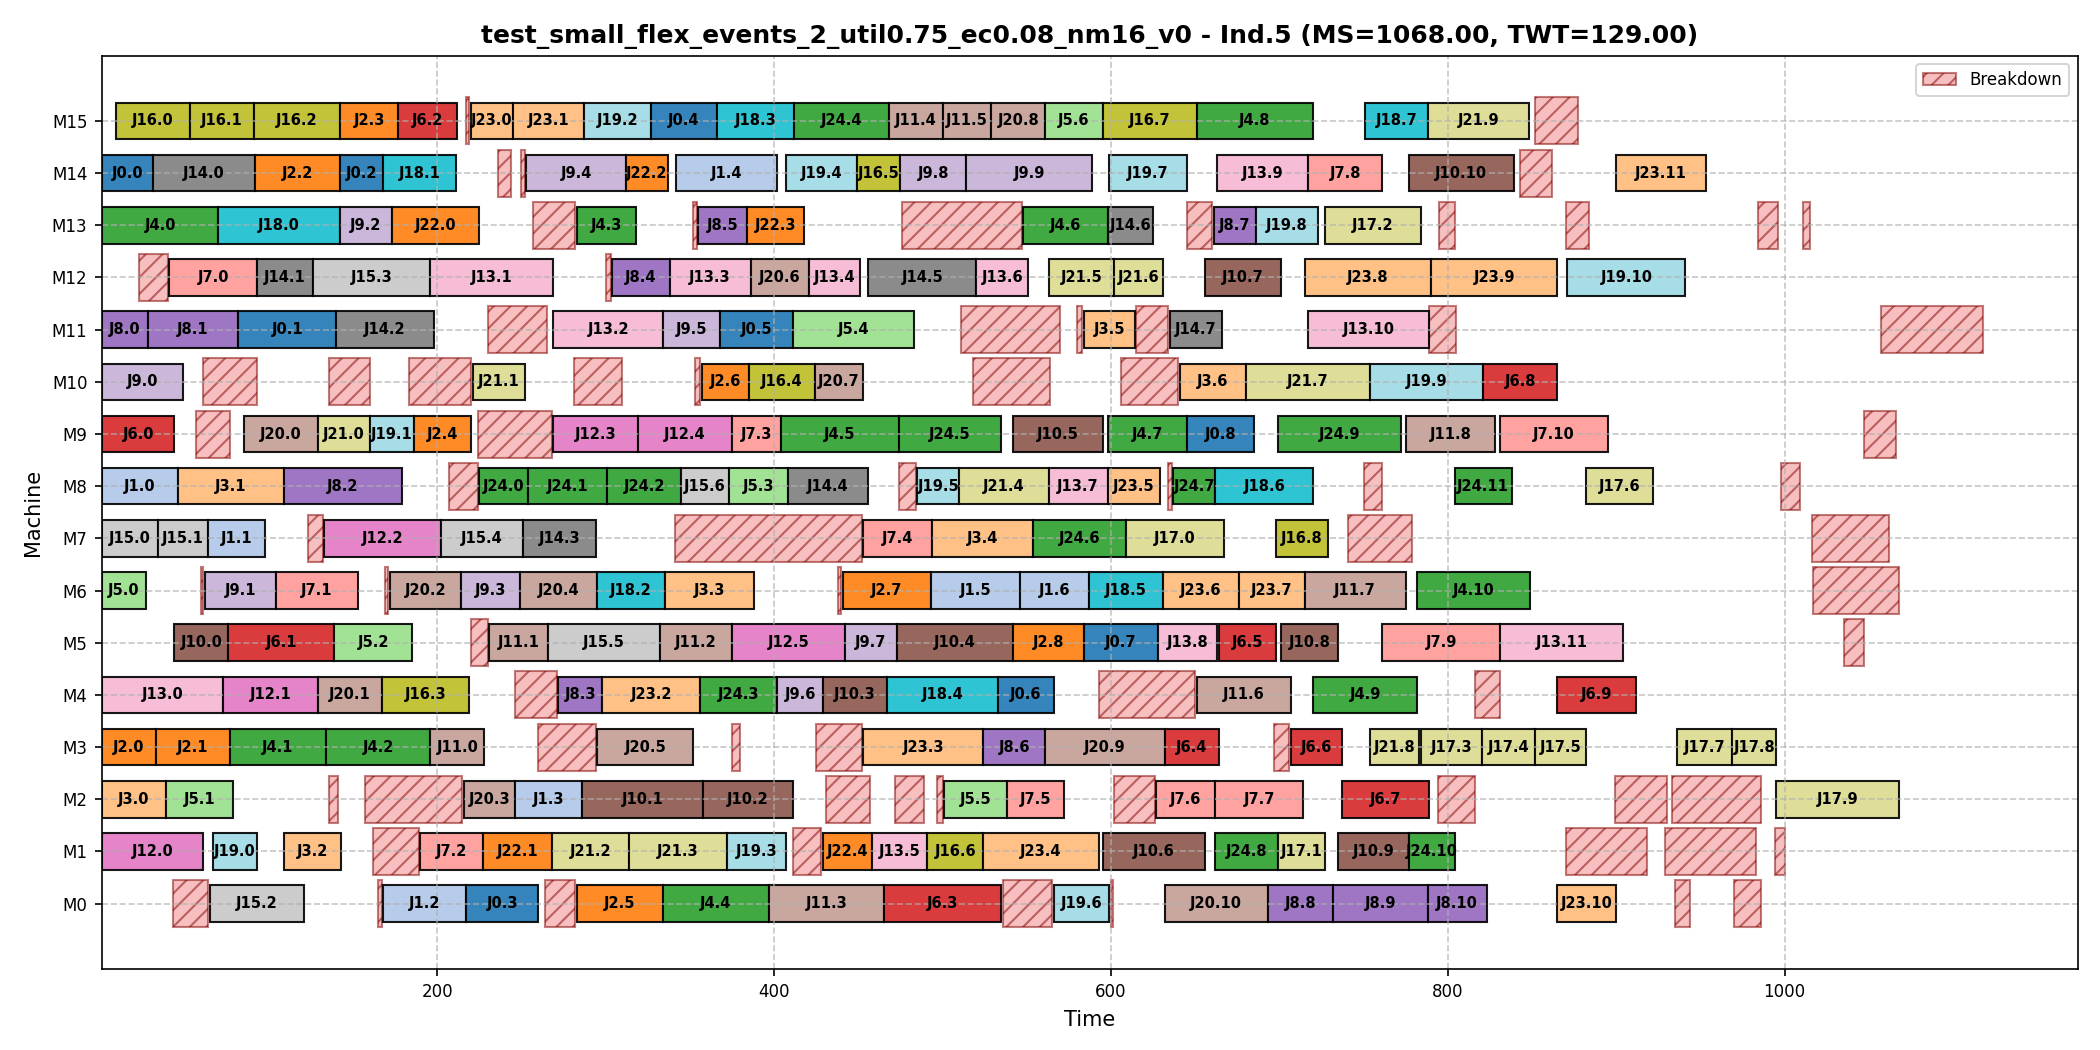 test_small_flex_events_2_util0.75_ec0.08_nm16_v0 - Ind.5 (MS=1068.00, TWT=129.00)
Breakdown
M15 J16.0 J16.1 J16.2 J2.3 J6.2 J23.0 J23.1 J19.2 J0.4 J18.3 J24.4 J11.4 J11.5 J20.8 J5.6 J16.7 J4.8 J18.7 J21.9
M14 J0.0 J14.0 J2.2 J0.2 J18.1 J9.4 J22.2 J1.4 J19.4 J16.5 J9.8 J9.9 J19.7 J13.9 J7.8 J10.10 J23.11
M13 J4.0 J18.0 J9.2 J22.0 J4.3 J8.5 J22.3 J4.6 J14.6 J8.7 J19.8 J17.2
M12 J7.0 J14.1 J15.3 J13.1 J8.4 J13.3 J20.6 J13.4 J14.5 J13.6 J21.5 J21.6 J10.7 J23.8 J23.9 J19.10
M11 J8.0 J8.1 J0.1 J14.2 J13.2 J9.5 J0.5 J5.4 J3.5 J14.7 J13.10
M10 J9.0 J21.1 J2.6 J16.4 J20.7 J3.6 J21.7 J19.9 J6.8
M9 J6.0 J20.0 J21.0 J19.1 J2.4 J12.3 J12.4 J7.3 J4.5 J24.5 J10.5 J4.7 J0.8 J24.9 J11.8 J7.10
M8 J1.0 J3.1 J8.2 J24.0 J24.1 J24.2 J15.6 J5.3 J14.4 J19.5 J21.4 J13.7 J23.5 J24.7 J18.6 J24.11 J17.6
M7 J15.0 J15.1 J1.1 J12.2 J15.4 J14.3 J7.4 J3.4 J24.6 J17.0 J16.8
M6 J5.0 J9.1 J7.1 J20.2 J9.3 J20.4 J18.2 J3.3 J2.7 J1.5 J1.6 J18.5 J23.6 J23.7 J11.7 J4.10
M5 J10.0 J6.1 J5.2 J11.1 J15.5 J11.2 J12.5 J9.7 J10.4 J2.8 J0.7 J13.8 J6.5 J10.8 J7.9 J13.11
M4 J13.0 J12.1 J20.1 J16.3 J8.3 J23.2 J24.3 J9.6 J10.3 J18.4 J0.6 J11.6 J4.9 J6.9
M3 J2.0 J2.1 J4.1 J4.2 J11.0 J20.5 J23.3 J8.6 J20.9 J6.4 J6.6 J21.8 J17.3 J17.4 J17.5 J17.7 J17.8
M2 J3.0 J5.1 J20.3 J1.3 J10.1 J10.2 J5.5 J7.5 J7.6 J7.7 J6.7 J17.9
M1 J12.0 J19.0 J3.2 J7.2 J22.1 J21.2 J21.3 J19.3 J22.4 J13.5 J16.6 J23.4 J10.6 J24.8 J17.1 J10.9 J24.10
M0 J15.2 J1.2 J0.3 J2.5 J4.4 J11.3 J6.3 J19.6 J20.10 J8.8 J8.9 J8.10 J23.10
200 400 600 800 1000
Time
Machine